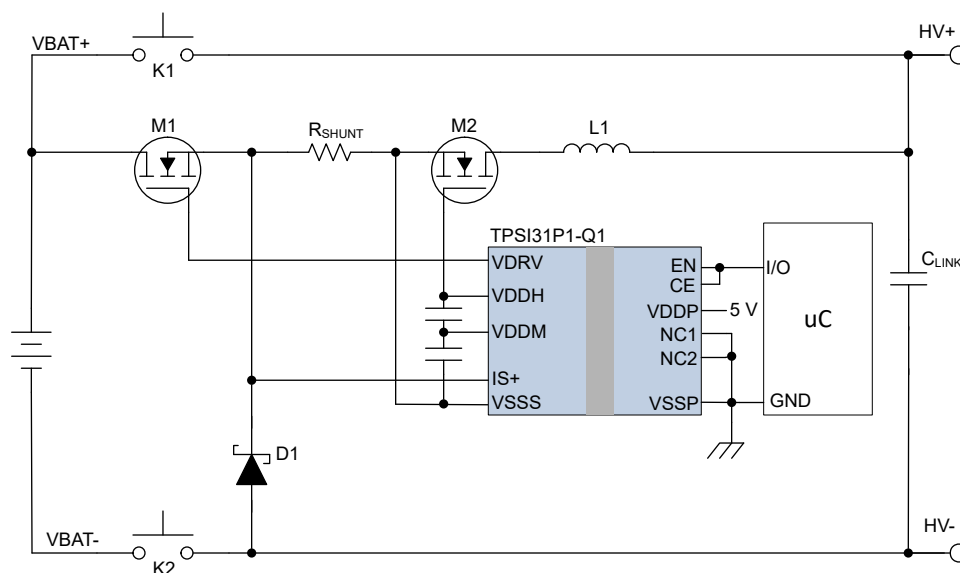 VBAT+
K1
HV+
M1
RSHUNT
M2
L1
TPSI31P1-Q1
VDRV
VDDH
VDDM
IS+
VSSS
EN
CE
VDDP
NC1
NC2
VSSP
5 V
I/O
uC
GND
CLINK
D1
VBAT-
K2
HV-